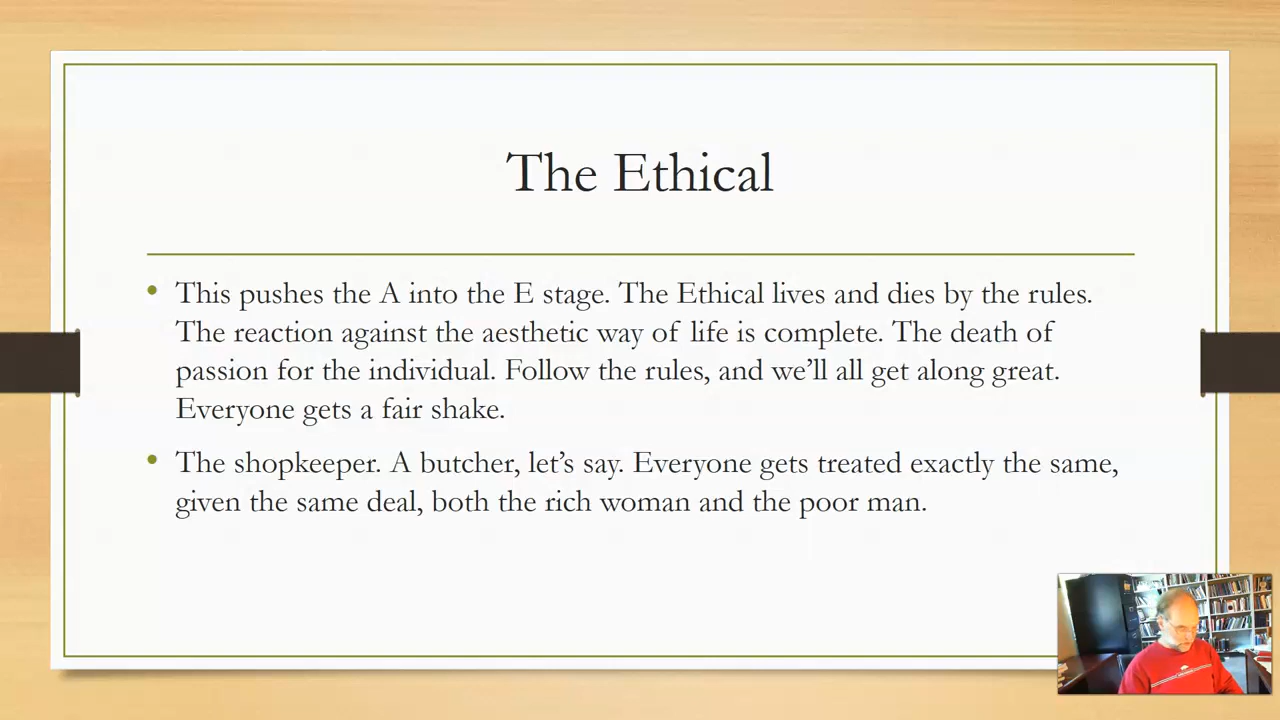 The Ethical
• This pushes the A into the E stage. The Ethical lives and dies by the rules.
The reaction against the aesthetic way of life is complete. The death of
passion for the individual. Follow the rules, and we’ll all get along great.
Everyone gets a fair shake.
• The shopkeeper. A butcher, let’s say. Everyone gets treated exactly the same,
given the same deal, both the rich woman and the poor man.